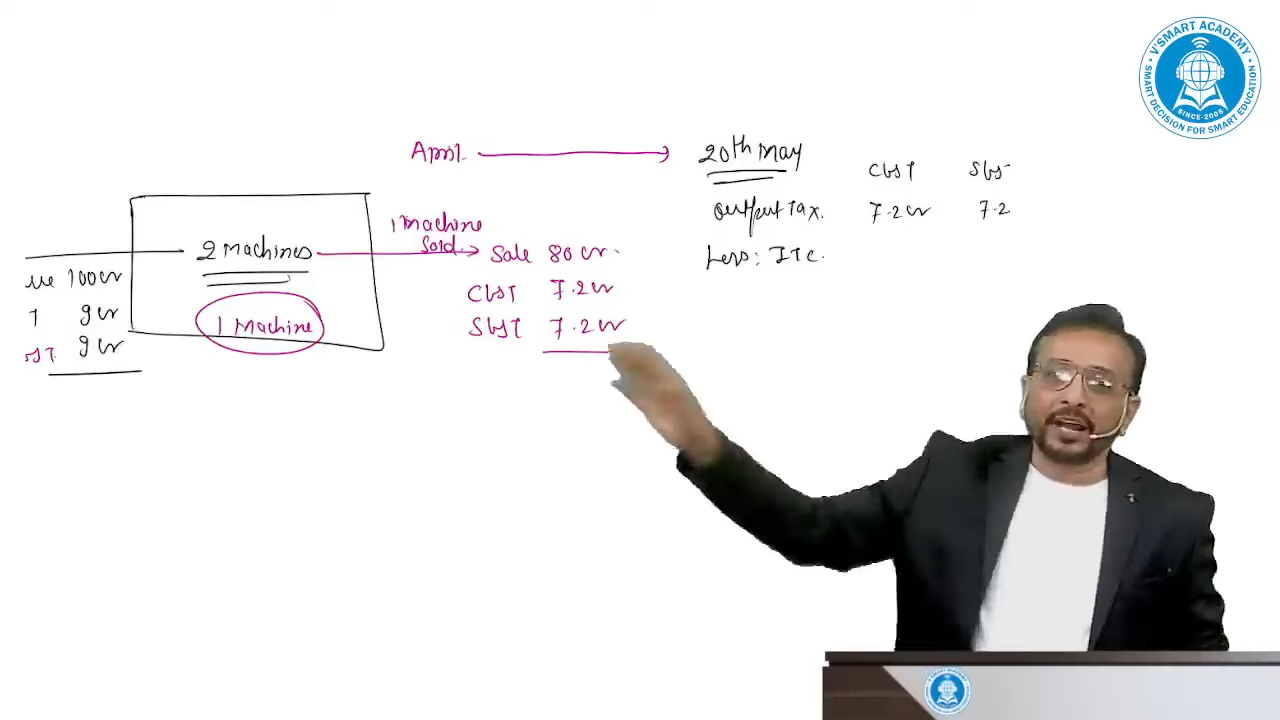 V'SMART ACADEMY
SMART DECISION FOR SMART EDUCATION
SINCE-2005
April
20th May
CGST SGST
Output Tax. 7.2 cr 7.2
Less: ITC.
1 Machine
Sold.
2 Machines
1 Machine
Sale 80 cr.
CGST 7.2 cr
SGST 7.2 cr
ue 100 cr
T 9 cr
ST 9 cr